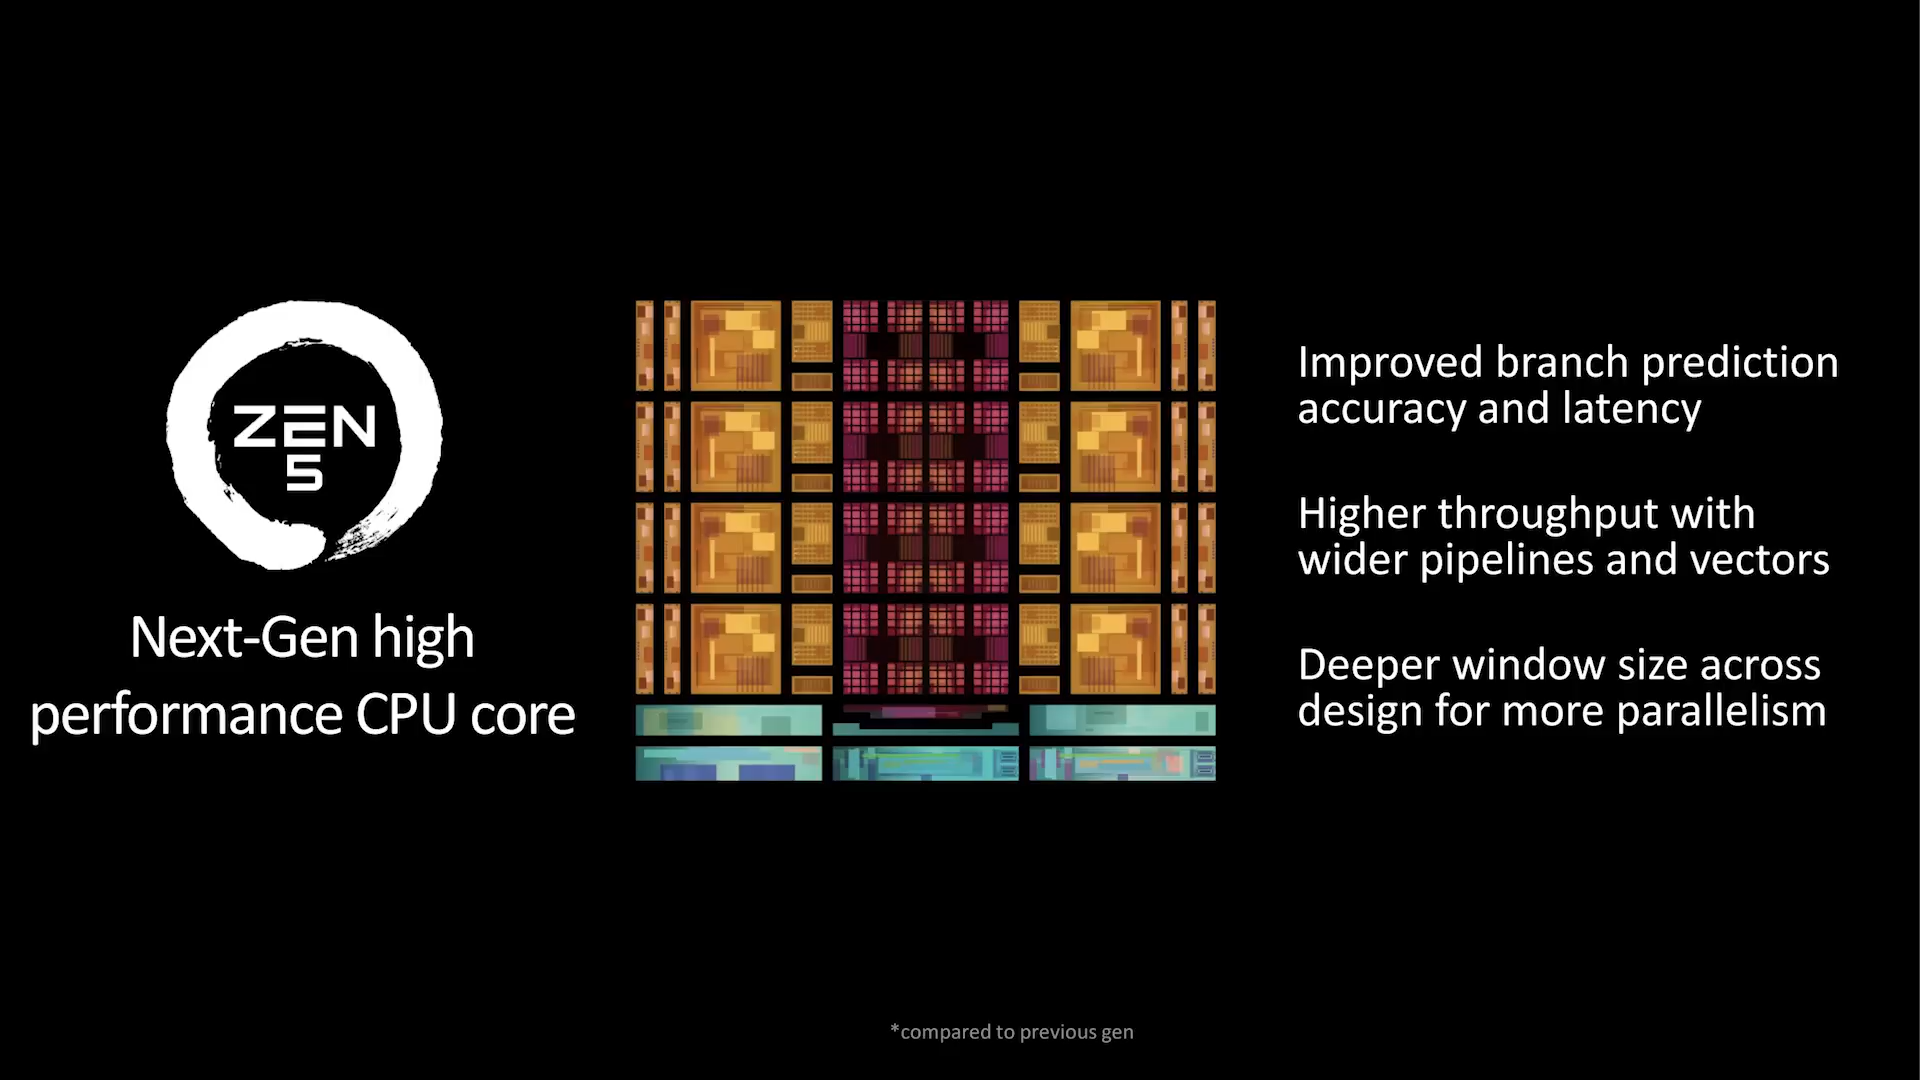 ZEN
5
Next-Gen high
performance CPU core
Improved branch prediction
accuracy and latency
Higher throughput with
wider pipelines and vectors
Deeper window size across
design for more parallelism
*compared to previous gen